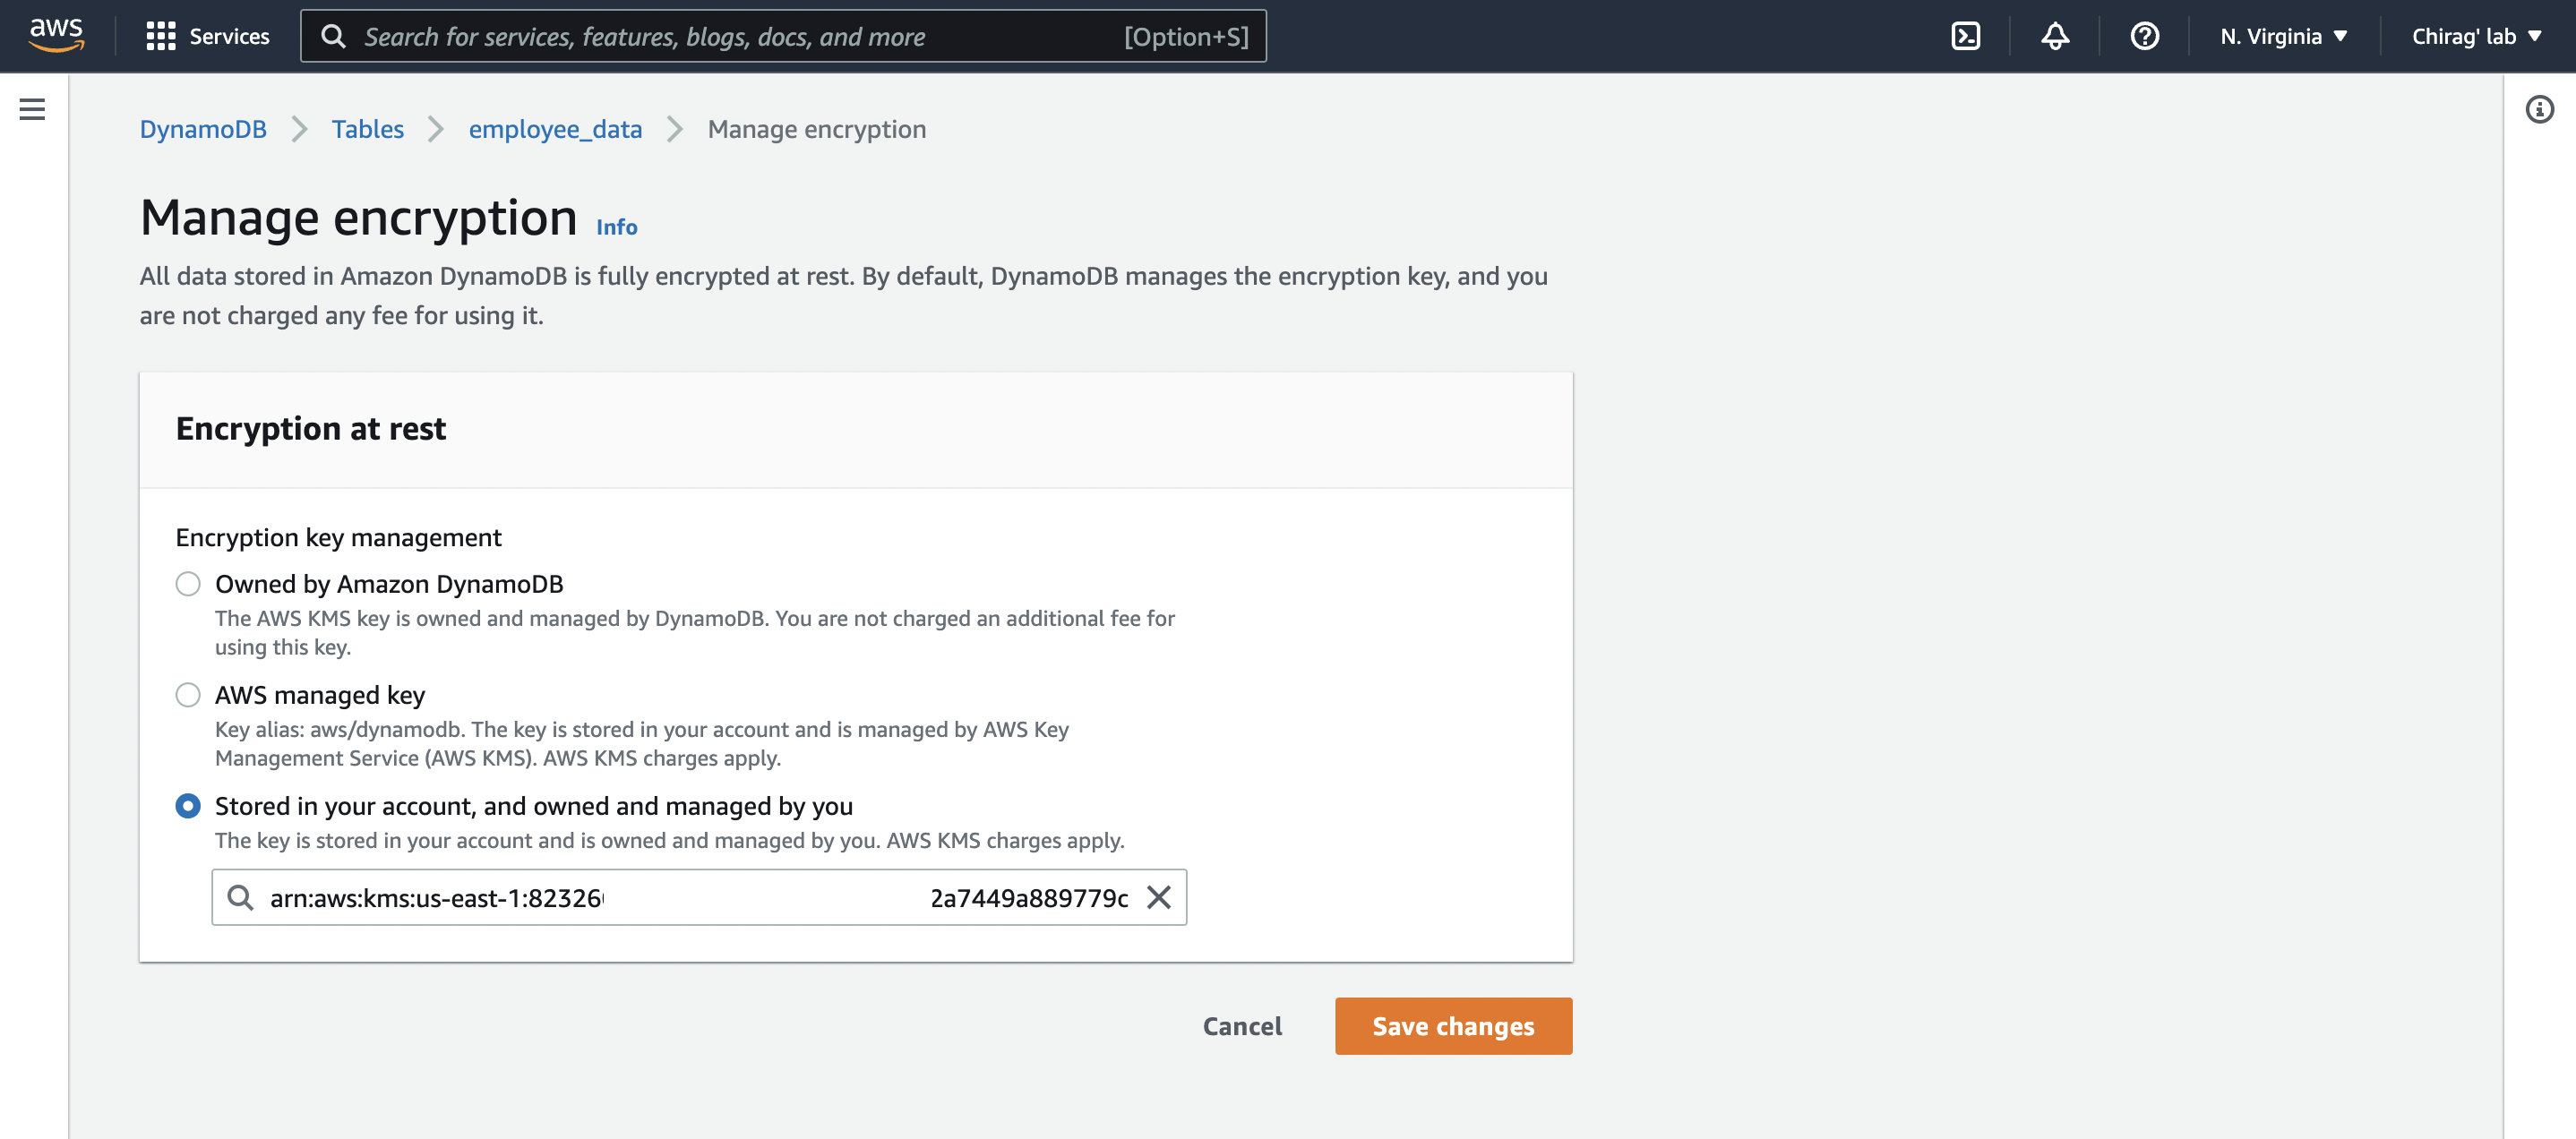 aws
Services
Search for services, features, blogs, docs, and more
[Option+S]
N. Virginia
Chirag' lab
DynamoDB
Tables
employee_data
Manage encryption
Manage encryption
Info
All data stored in Amazon DynamoDB is fully encrypted at rest. By default, DynamoDB manages the encryption key, and you
are not charged any fee for using it.
Encryption at rest
Encryption key management
Owned by Amazon DynamoDB
The AWS KMS key is owned and managed by DynamoDB. You are not charged an additional fee for
using this key.
AWS managed key
Key alias: aws/dynamodb. The key is stored in your account and is managed by AWS Key
Management Service (AWS KMS). AWS KMS charges apply.
Stored in your account, and owned and managed by you
The key is stored in your account and is owned and managed by you. AWS KMS charges apply.
arn:aws:kms:us-east-1:82326 2a7449a889779c
Cancel
Save changes